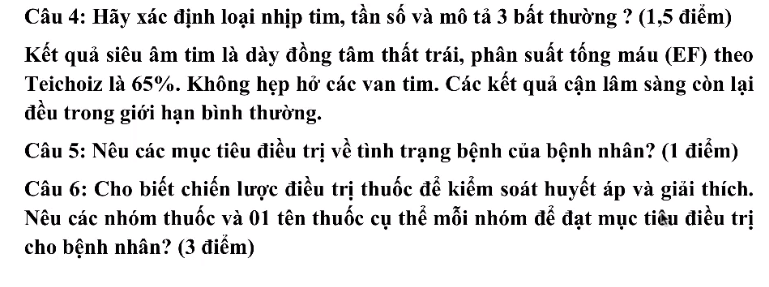 Câu 4: Hãy xác định loại nhịp tim, tần số và mô tả 3 bất thường ? (1,5 điểm)
Kết quả siêu âm tim là dày đồng tâm thất trái, phân suất tống máu (EF) theo
Teichoiz là 65%. Không hẹp hở các van tim. Các kết quả cận lâm sàng còn lại
đều trong giới hạn bình thường.
Câu 5: Nêu các mục tiêu điều trị về tình trạng bệnh của bệnh nhân? (1 điểm)
Câu 6: Cho biết chiến lược điều trị thuốc để kiểm soát huyết áp và giải thích.
Nêu các nhóm thuốc và 01 tên thuốc cụ thể mỗi nhóm để đạt mục tiêu điều trị
cho bệnh nhân? (3 điểm)